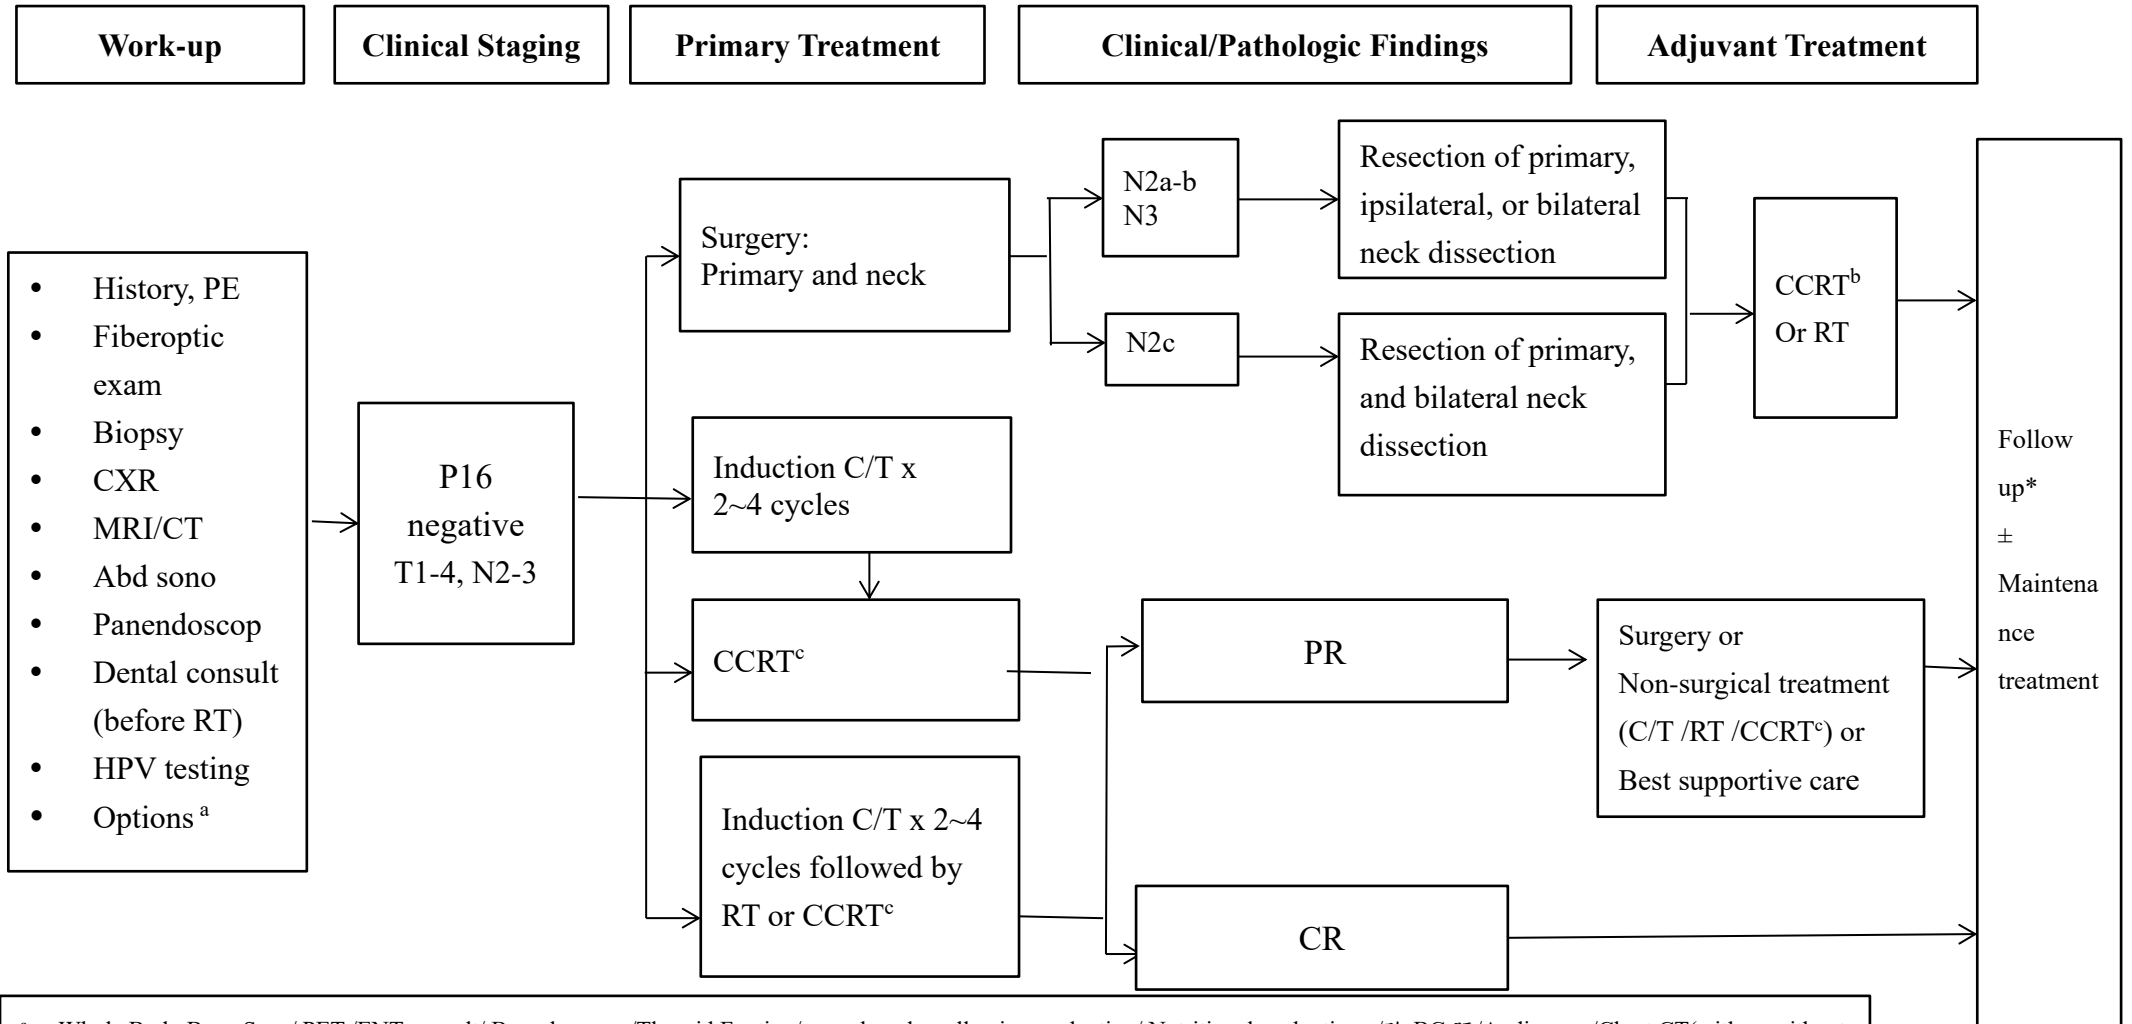 Work-up
Clinical Staging
Primary Treatment
Clinical/Pathologic Findings
Adjuvant Treatment
• History, PE
• Fiberoptic
exam
• Biopsy
• CXR
• MRI/CT
• Abd sono
• Panendoscop
• Dental consult
(before RT)
• HPV testing
• Options a
P16
negative
T1-4, N2-3
Surgery:
Primary and neck
Induction C/T x
2~4 cycles
CCRTc
Induction C/T x 2~4
cycles followed by
RT or CCRTc
N2a-b
N3
N2c
Resection of primary,
ipsilateral, or bilateral
neck dissection
Resection of primary,
and bilateral neck
dissection
PR
CR
CCRTb
Or RT
Surgery or
Non-surgical treatment
(C/T /RT /CCRTc) or
Best supportive care
Follow
up*
±
Maintena
nce
treatment